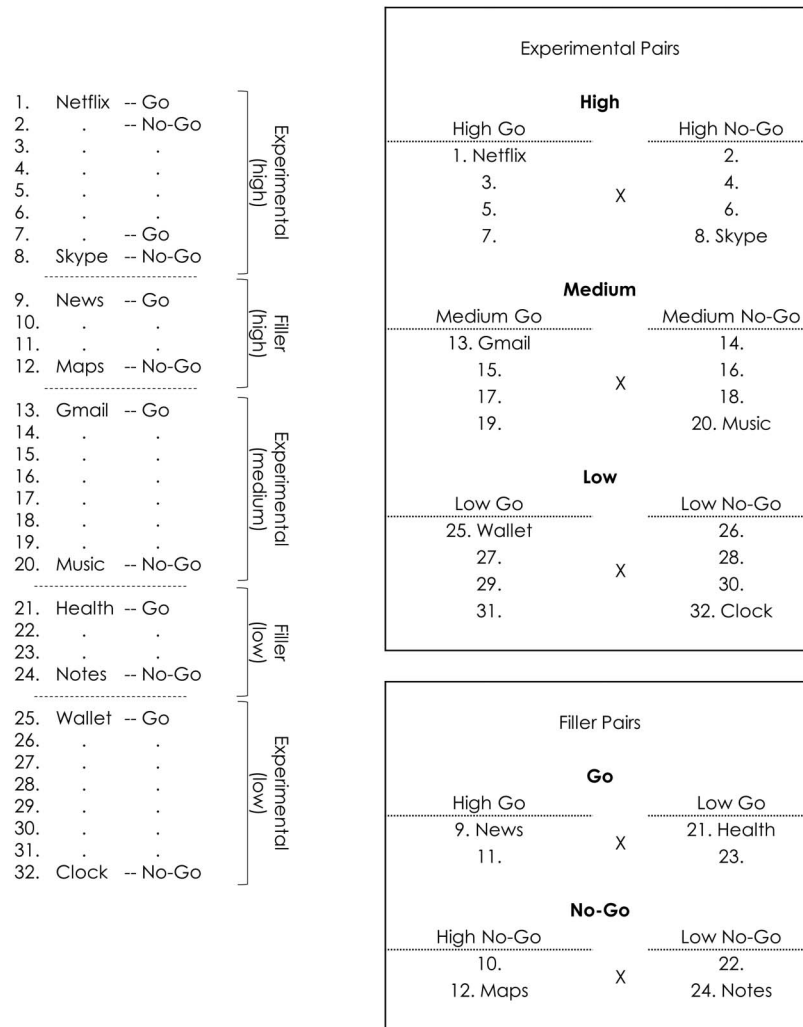 1. Netflix -- Go
2. . -- No-Go
3. . .
4. . .
5. . .
6. . .
7. . -- Go
8. Skype -- No-Go
Experimental
(high)
9. News -- Go
10. . .
11. . .
12. Maps -- No-Go
Filler
(high)
13. Gmail -- Go
14. . .
15. . .
16. . .
17. . .
18. . .
19. . .
20. Music -- No-Go
Experimental
(medium)
21. Health -- Go
22. . .
23. . .
24. Notes -- No-Go
Filler
(low)
25. Wallet -- Go
26. . .
27. . .
28. . .
29. . .
30. . .
31. . .
32. Clock -- No-Go
Experimental
(low)
Experimental Pairs
High
High Go High No-Go
1. Netflix 2.
3. 4.
X
5. 6.
7. 8. Skype
Medium
Medium Go Medium No-Go
13. Gmail 14.
15. 16.
X
17. 18.
19. 20. Music
Low
Low Go Low No-Go
25. Wallet 26.
27. 28.
X
29. 30.
31. 32. Clock
Filler Pairs
Go
High Go Low Go
9. News 21. Health
X
11. 23.
No-Go
High No-Go Low No-Go
10. 22.
X
12. Maps 24. Notes